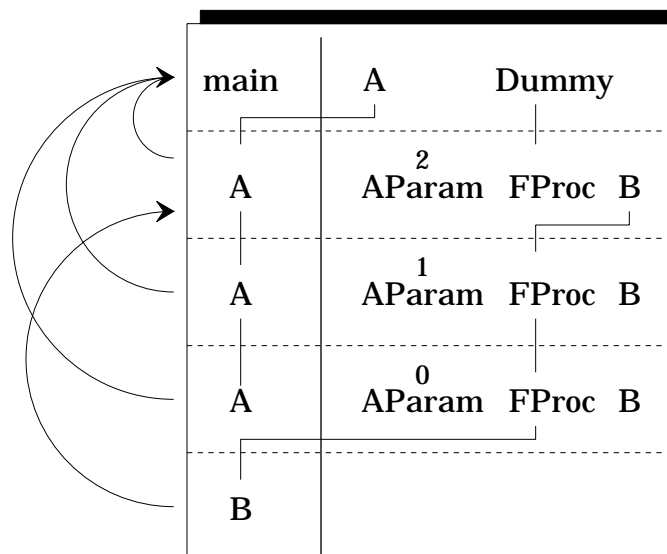 main A Dummy
2
A AParam FProc B
1
A AParam FProc B
0
A AParam FProc B
B